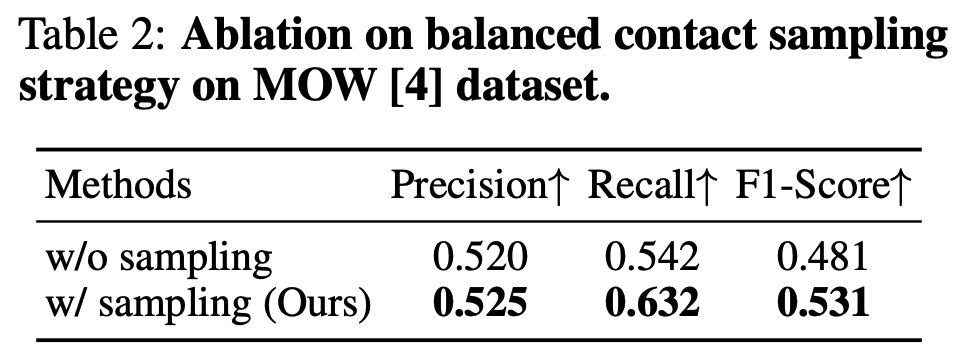 Table 2: Ablation on balanced contact sampling
strategy on MOW [4] dataset.
Methods Precision↑ Recall↑ F1-Score↑
w/o sampling 0.520 0.542 0.481
w/ sampling (Ours) 0.525 0.632 0.531